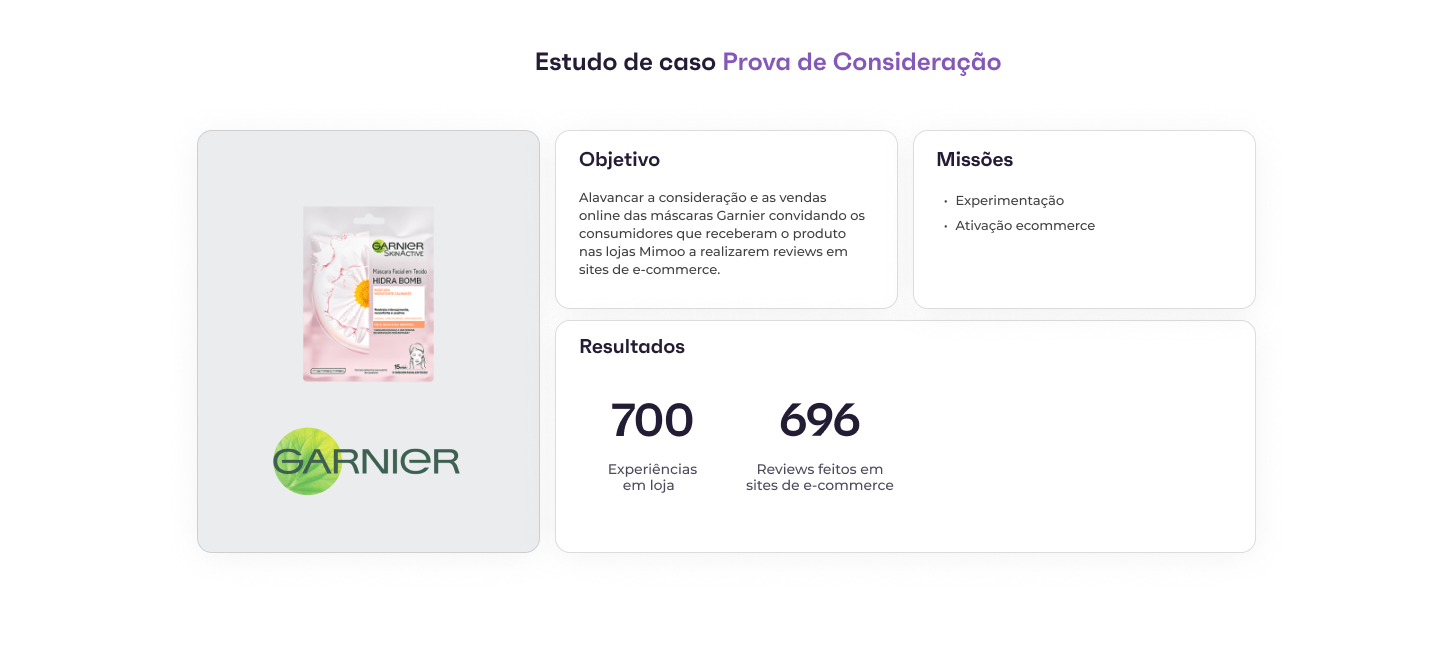 Estudo de caso Prova de Consideração
GARNIER
SKINACTIVE
Máscara Facial em Tecido
HIDRA BOMB
15min
GARNIER
Objetivo
Alavancar a consideração e as vendas
online das máscaras Garnier convidando os
consumidores que receberam o produto
nas lojas Mimoo a realizarem reviews em
sites de e-commerce.
Missões
• Experimentação
• Ativação ecommerce
Resultados
700
Experiências
em loja
696
Reviews feitos em
sites de e-commerce